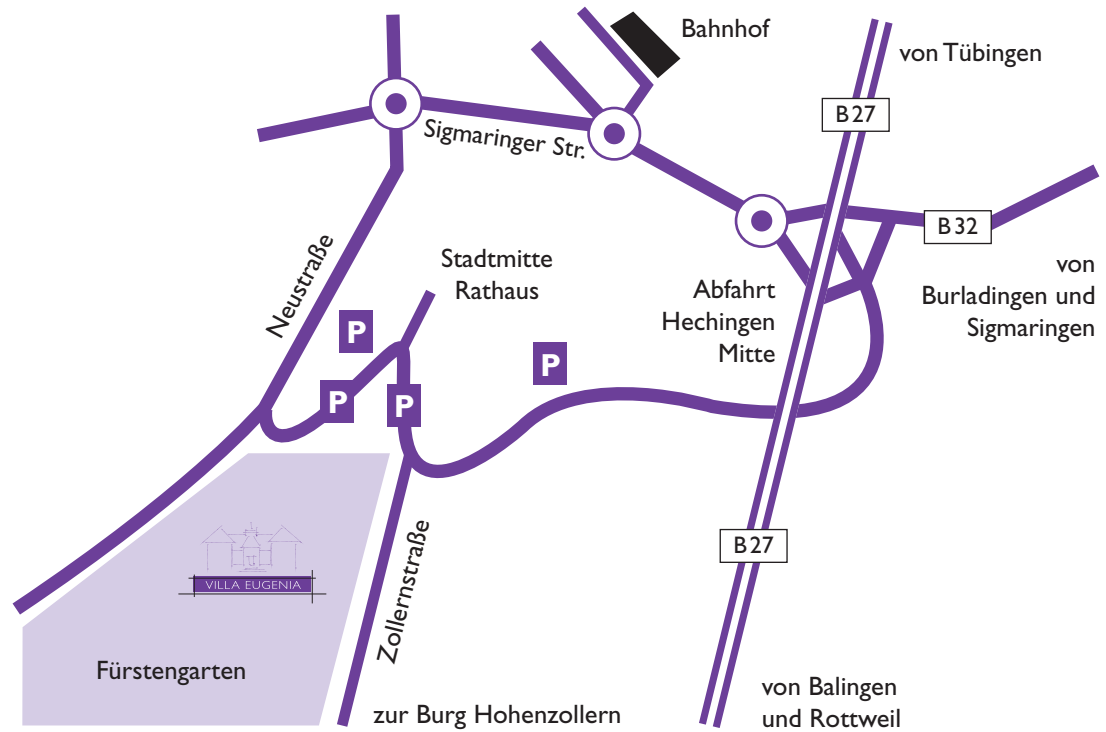 Bahnhof
von Tübingen
B27
Sigmaringer Str.
B32
Neustraße
Stadtmitte
Rathaus
von
Burladingen und
Sigmaringen
Abfahrt
Hechingen
Mitte
P
P
P
P
B27
VILLA EUGENIA
Zollernstraße
Fürstengarten
zur Burg Hohenzollern
von Balingen
und Rottweil